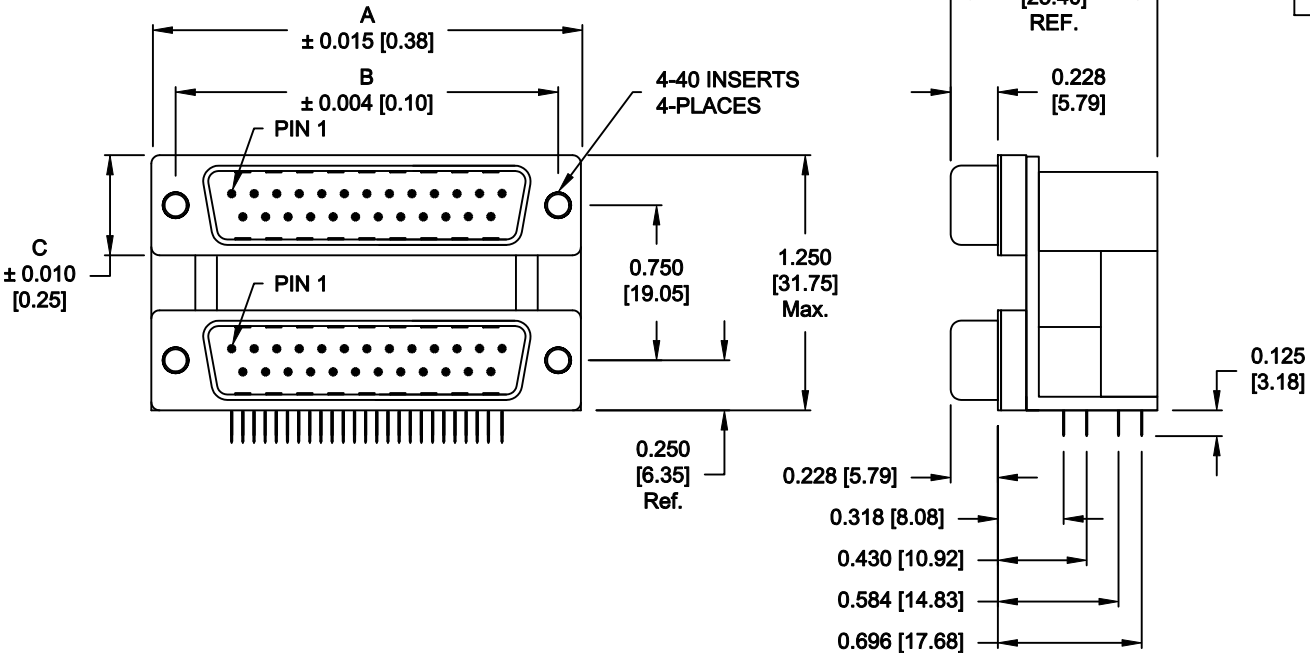 A
± 0.015 [0.38]
B
± 0.004 [0.10]
PIN 1
4-40 INSERTS
4-PLACES
REF.
0.228
[5.79]
C
± 0.010
[0.25]
PIN 1
0.750
[19.05]
1.250
[31.75]
Max.
0.125
[3.18]
0.250
[6.35]
Ref.
0.228 [5.79]
0.318 [8.08]
0.430 [10.92]
0.584 [14.83]
0.696 [17.68]